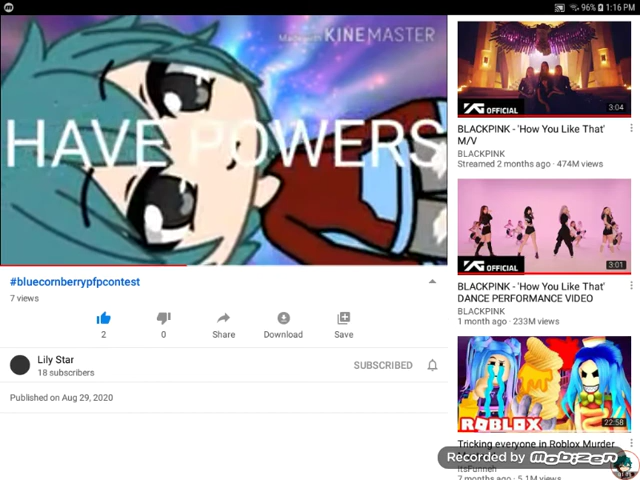 96% 1:16 PM
Made with KINEMASTER
HAVE POWERS
#bluecornberrypfpcontest
7 views
2
0
Share
Download
Save
Lily Star
18 subscribers
SUBSCRIBED
Published on Aug 29, 2020
YG OFFICIAL
3:04
BLACKPINK - 'How You Like That'
M/V
BLACKPINK
Streamed 2 months ago · 474M views
YG OFFICIAL
3:01
BLACKPINK - 'How You Like That'
DANCE PERFORMANCE VIDEO
BLACKPINK
1 month ago · 233M views
ROBLOX
22:58
Tricking everyone in Roblox Murder
Recorded by mobizen
ItsFunneh
7 months ago · 5.1M views